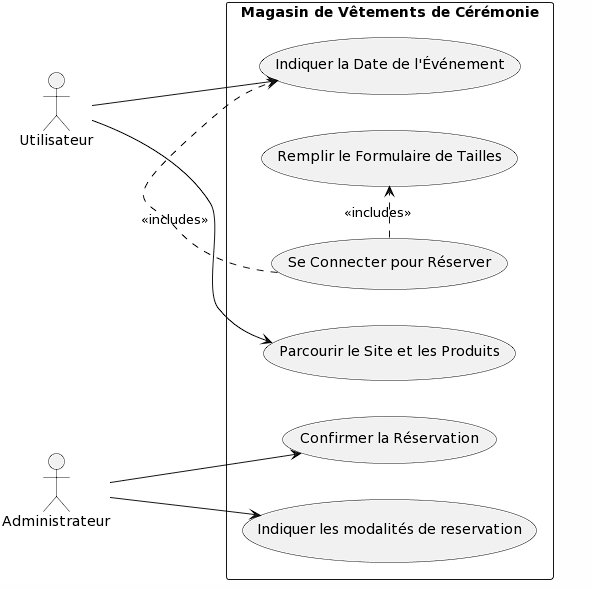 Magasin de Vêtements de Cérémonie
Indiquer la Date de l'Événement
Utilisateur
Remplir le Formulaire de Tailles
«includes»
«includes»
Se Connecter pour Réserver
Parcourir le Site et les Produits
Confirmer la Réservation
Administrateur
Indiquer les modalités de reservation